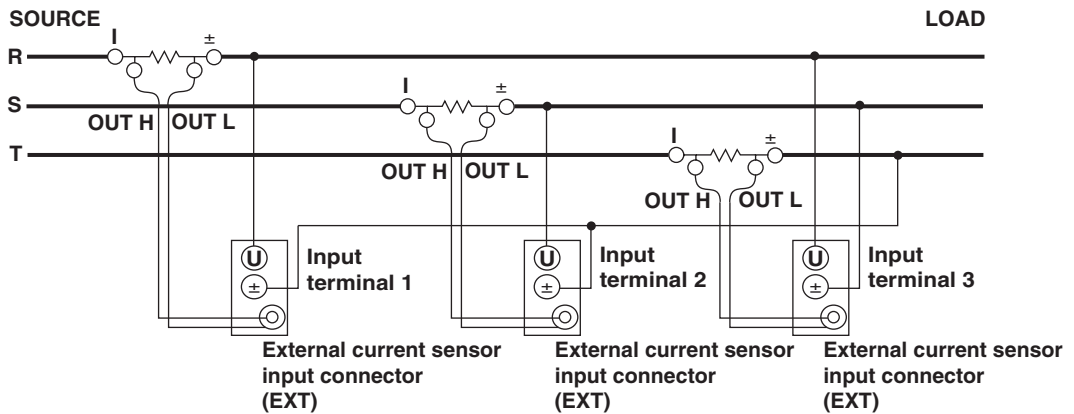 SOURCE
LOAD
I
±
R
I
±
S
OUT H
OUT L
I
±
T
OUT H
OUT L
OUT H
OUT L
U
Input
terminal 1
±
U
Input
terminal 2
±
U
Input
terminal 3
±
External current sensor
input connector
(EXT)
External current sensor
input connector
(EXT)
External current sensor
input connector
(EXT)